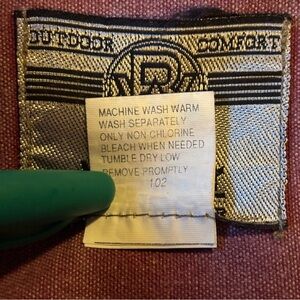 OUTDOOR COMFORT
MACHINE WASH WARM
WASH SEPARATELY
ONLY NON CHLORINE
BLEACH WHEN NEEDED
TUMBLE DRY LOW
REMOVE PROMPTLY
102